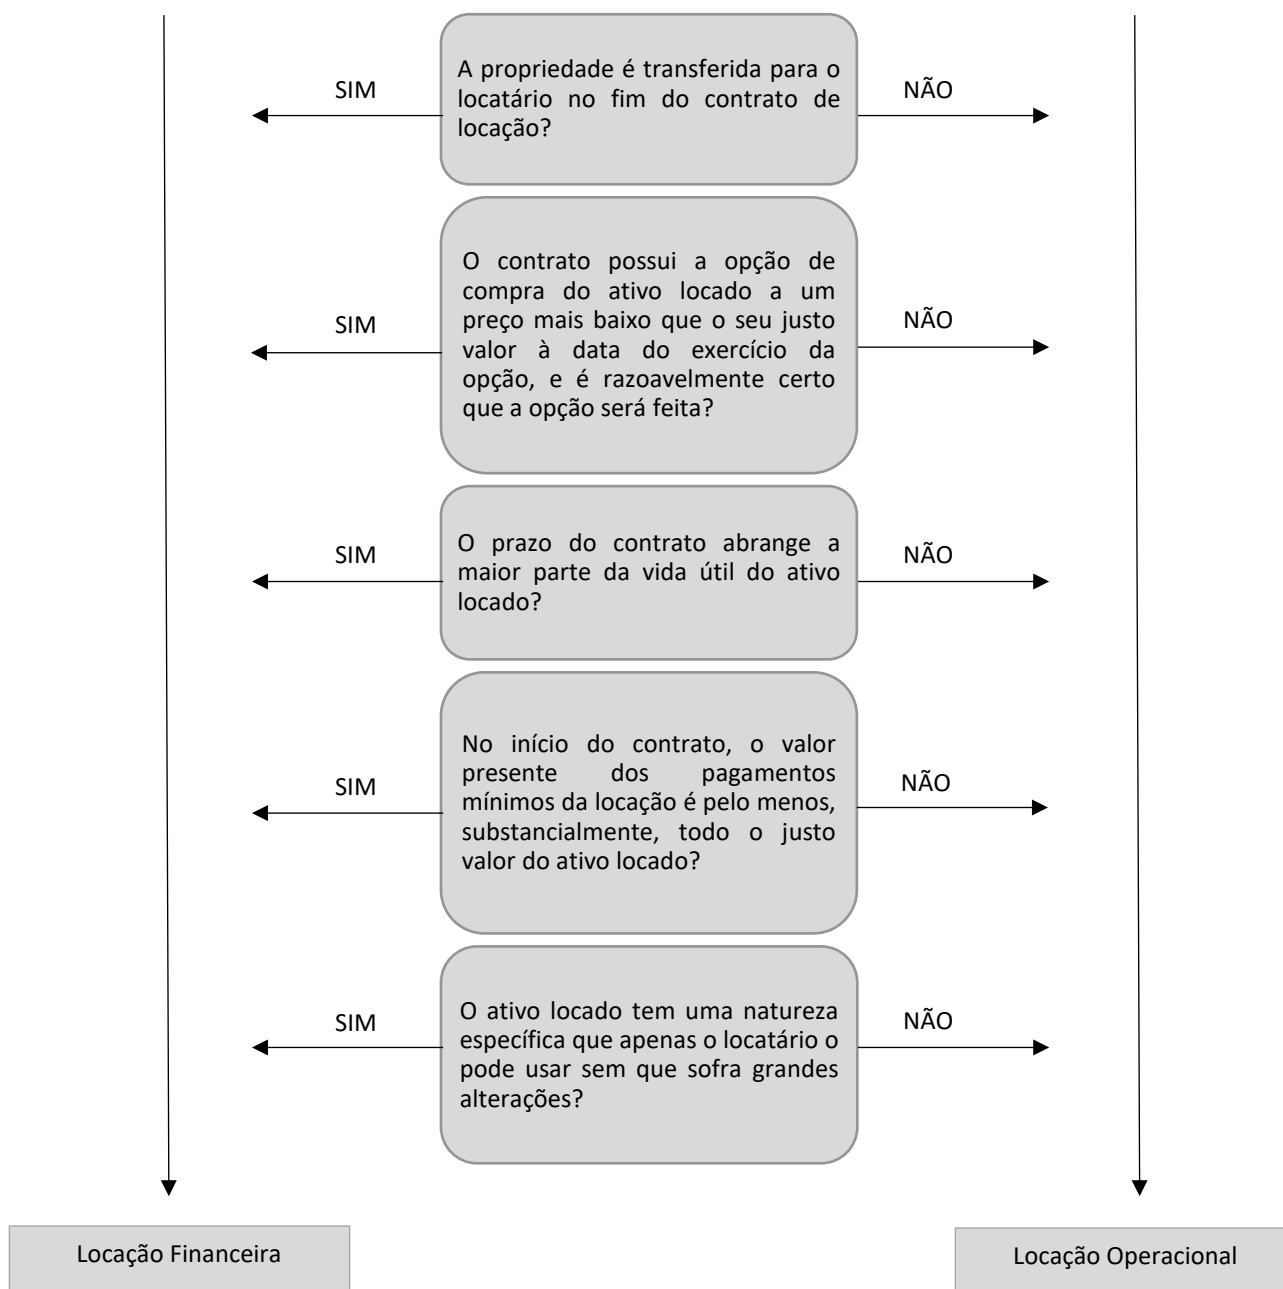 A propriedade é transferida para o
locatário no fim do contrato de
locação?
SIM
NÃO
O contrato possui a opção de
compra do ativo locado a um
preço mais baixo que o seu justo
valor à data do exercício da
opção, e é razoavelmente certo
que a opção será feita?
SIM
NÃO
O prazo do contrato abrange a
maior parte da vida útil do ativo
locado?
SIM
NÃO
No início do contrato, o valor
presente dos pagamentos
mínimos da locação é pelo menos,
substancialmente, todo o justo
valor do ativo locado?
SIM
NÃO
O ativo locado tem uma natureza
específica que apenas o locatário o
pode usar sem que sofra grandes
alterações?
SIM
NÃO
Locação Financeira
Locação Operacional